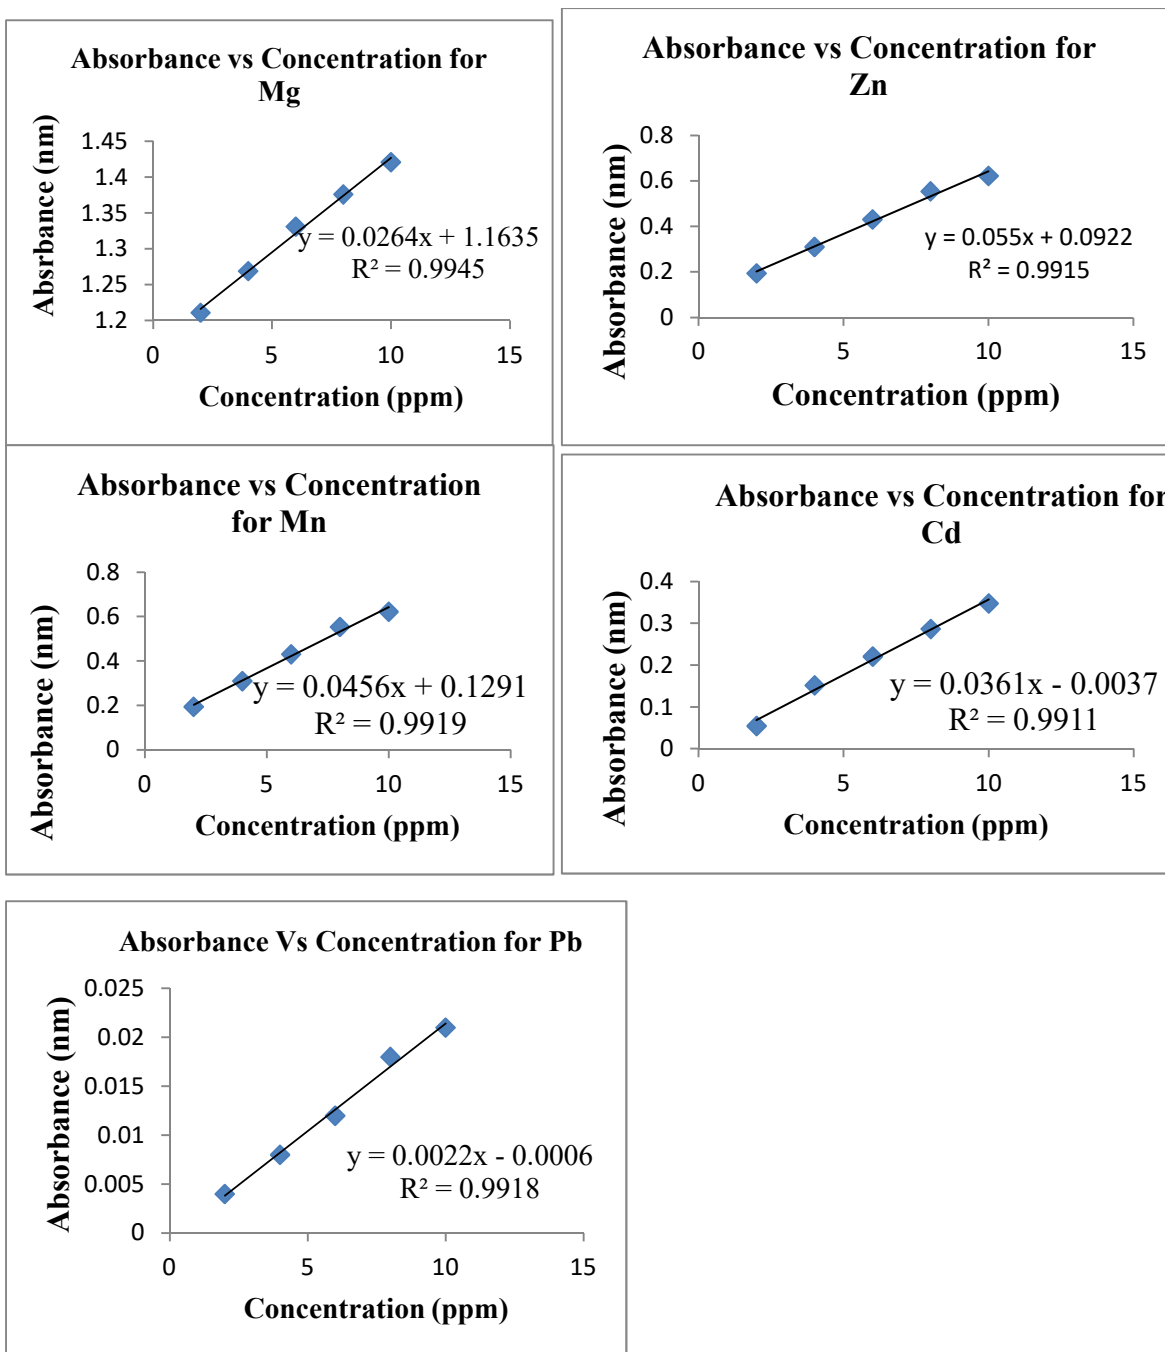 Absorbance vs Concentration for
Mg
Absrbance (nm)
1.45
1.4
1.35
1.3
1.25
1.2
y = 0.0264x + 1.1635
R² = 0.9945
0 5 10 15
Concentration (ppm)
Absorbance vs Concentration for
Zn
Absorbance (nm)
0.8
0.6
0.4
0.2
0
y = 0.055x + 0.0922
R² = 0.9915
0 5 10 15
Concentration (ppm)
Absorbance vs Concentration
for Mn
Absorbance (nm)
0.8
0.6
0.4
0.2
0
y = 0.0456x + 0.1291
R² = 0.9919
0 5 10 15
Concentration (ppm)
Absorbance vs Concentration for
Cd
Absorbance (nm)
0.4
0.3
0.2
0.1
0
y = 0.0361x - 0.0037
R² = 0.9911
0 5 10 15
Concentration (ppm)
Absorbance Vs Concentration for Pb
Absorbance (nm)
0.025
0.02
0.015
0.01
0.005
0
y = 0.0022x - 0.0006
R² = 0.9918
0 5 10 15
Concentration (ppm)